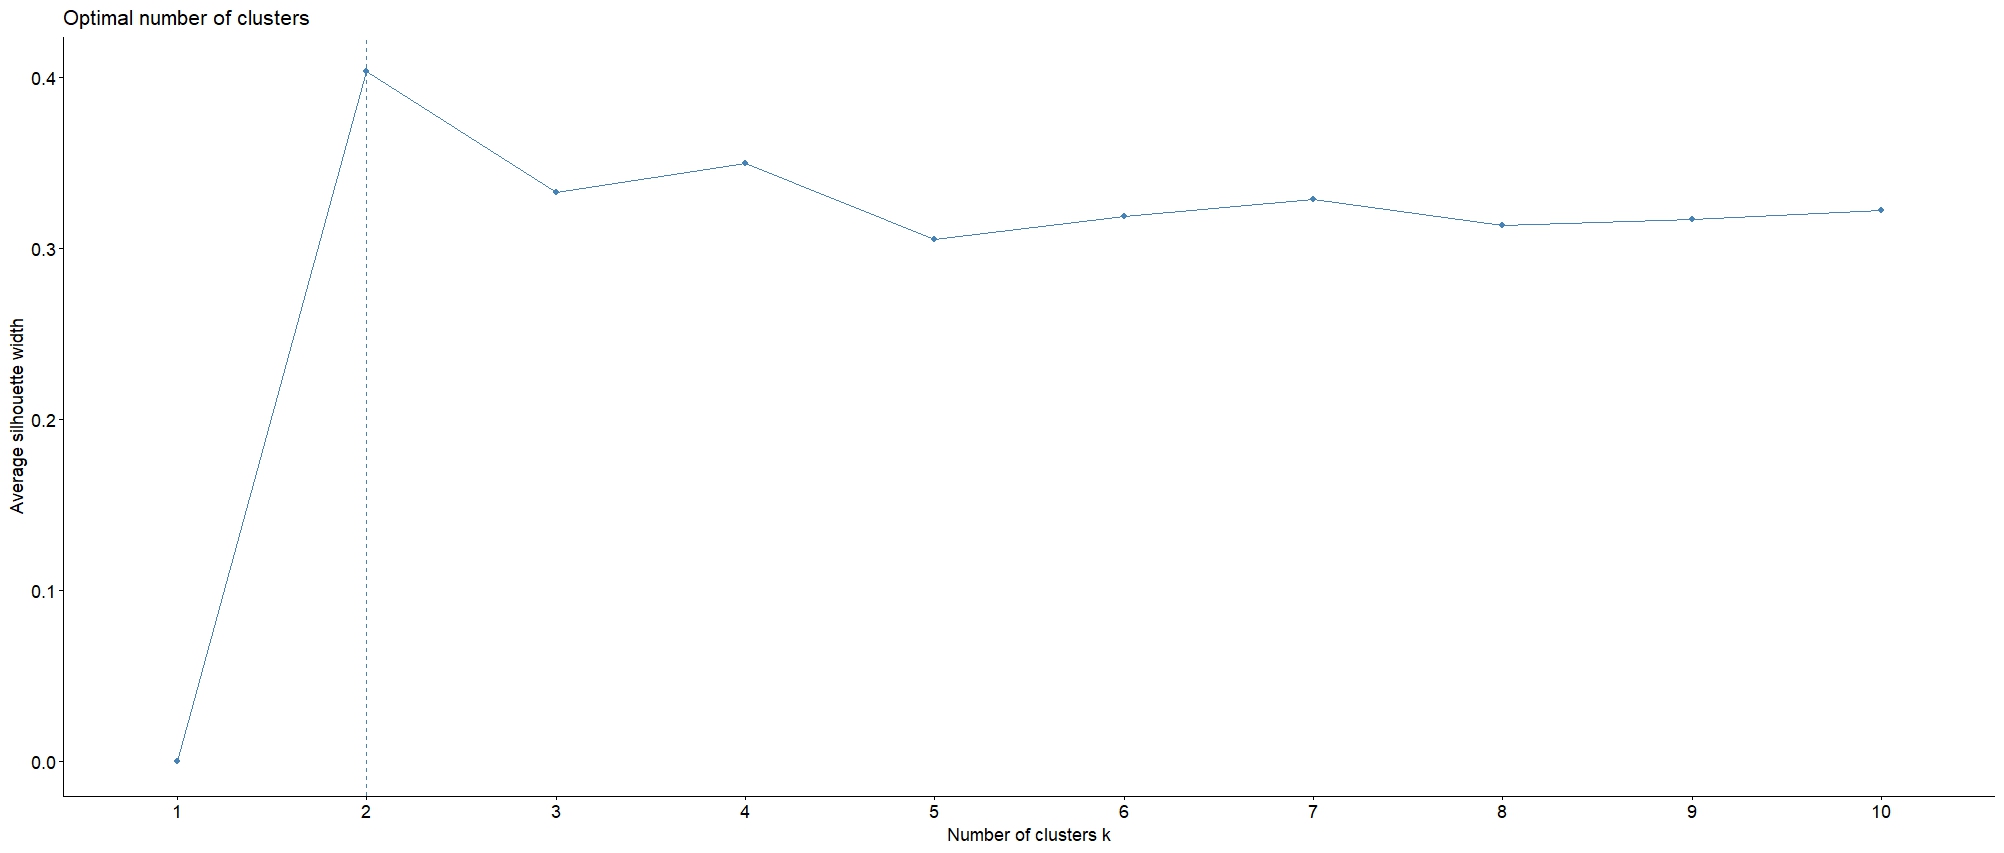 Optimal number of clusters
0.4
0.3
0.2
0.1
0.0
Average silhouette width
1 2 3 4 5 6 7 8 9 10
Number of clusters k